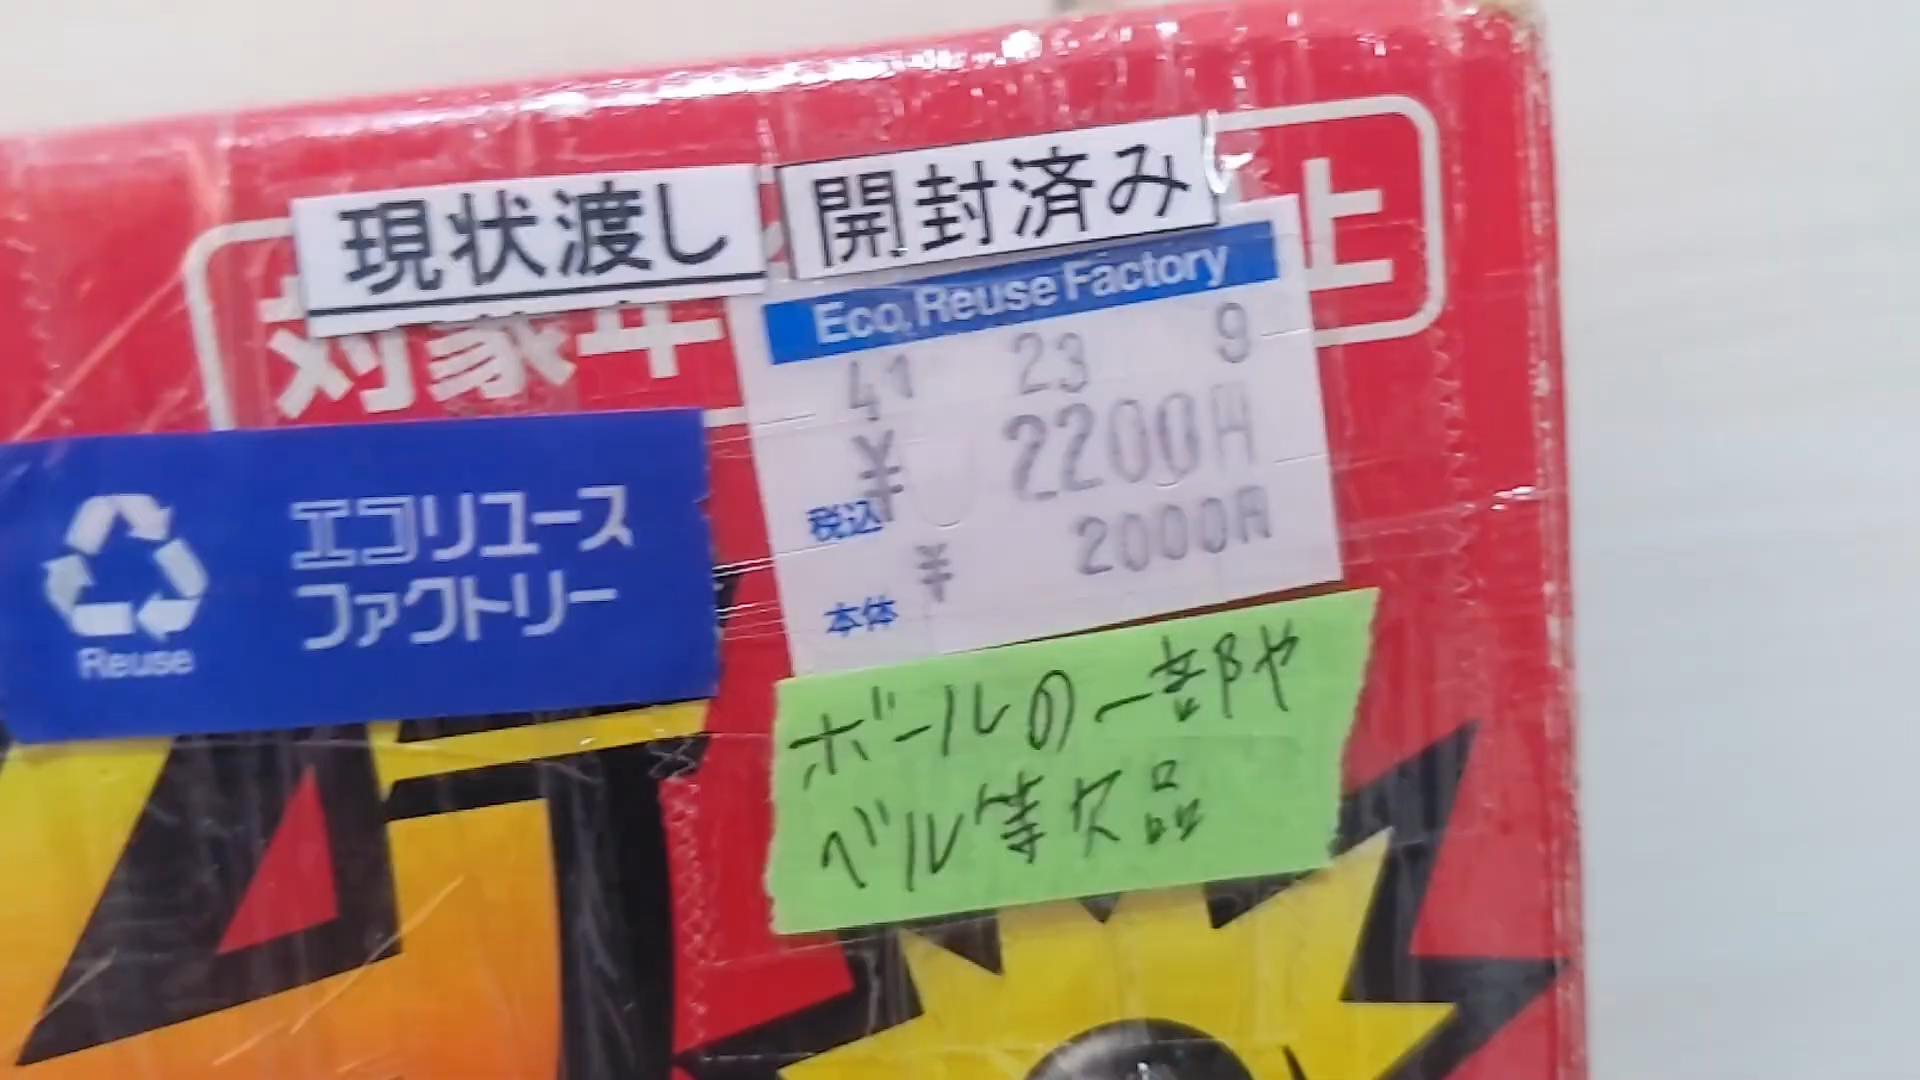 現状渡し
開封済み
対象年
上
Eco Reuse Factory
41 23 9
¥ 2200円
税込
¥ 2000円
本体
エコリユース
ファクトリー
Reuse
ボールの一部や
ベル等欠品